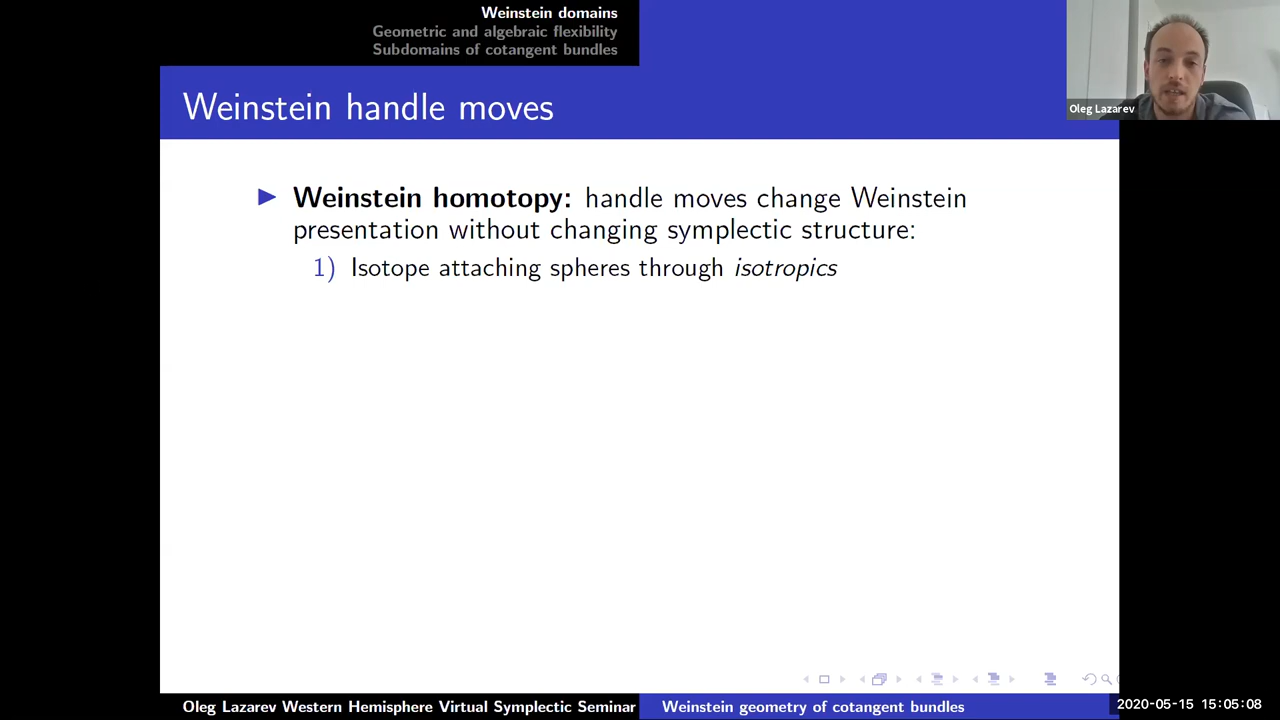 Weinstein domains
Geometric and algebraic flexibility
Subdomains of cotangent bundles
Weinstein handle moves
Oleg Lazarev
Weinstein homotopy: handle moves change Weinstein
presentation without changing symplectic structure:
1) Isotope attaching spheres through isotropics
Oleg Lazarev Western Hemisphere Virtual Symplectic Seminar
Weinstein geometry of cotangent bundles
2020-05-15 15:05:08